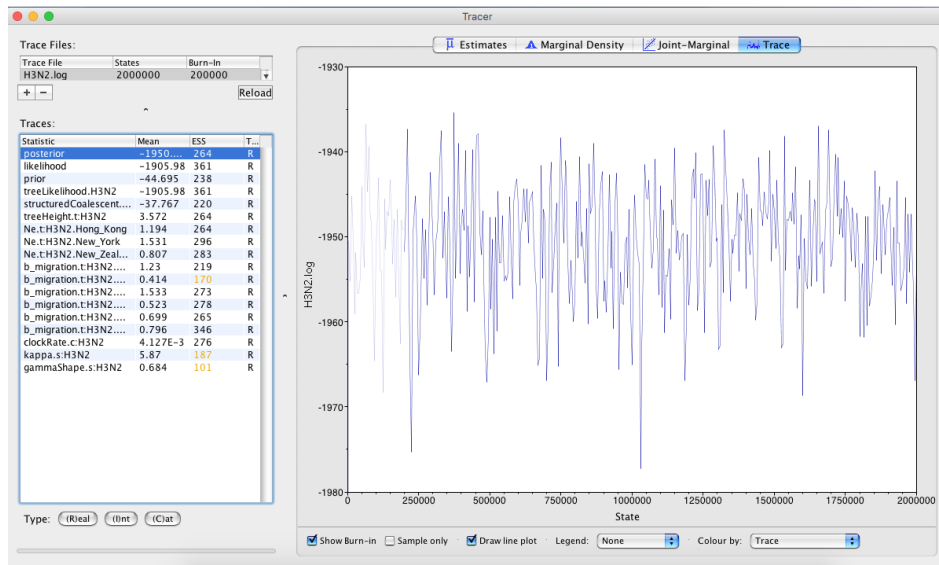 Tracer
Trace Files:
Trace File States Burn-In
H3N2.log 2000000 200000
+ − Reload
Traces:
Statistic Mean ESS T...
posterior -1950.... 264 R
likelihood -1905.98 361 R
prior -44.695 238 R
treeLikelihood.H3N2 -1905.98 361 R
structuredCoalescent.... -37.767 220 R
treeHeight.t:H3N2 3.572 264 R
Ne.t:H3N2.Hong_Kong 1.194 264 R
Ne.t:H3N2.New_York 1.531 296 R
Ne.t:H3N2.New_Zeal... 0.807 283 R
b_migration.t:H3N2.... 1.23 219 R
b_migration.t:H3N2.... 0.414 170 R
b_migration.t:H3N2.... 1.533 273 R
b_migration.t:H3N2.... 0.523 278 R
b_migration.t:H3N2.... 0.699 265 R
b_migration.t:H3N2.... 0.796 346 R
clockRate.c:H3N2 4.127E-3 276 R
kappa.s:H3N2 5.87 187 R
gammaShape.s:H3N2 0.684 101 R
Type: (R)eal (I)nt (C)at
μ Estimates Marginal Density Joint-Marginal Trace
-1930
-1940
-1950
-1960
-1970
-1980
H3N2.log
0 250000 500000 750000 1000000 1250000 1500000 1750000 2000000
State
Show Burn-in Sample only Draw line plot Legend: None Colour by: Trace